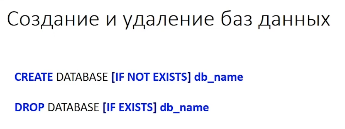 Создание и удаление баз данных
CREATE DATABASE [IF NOT EXISTS] db_name
DROP DATABASE [IF EXISTS] db_name